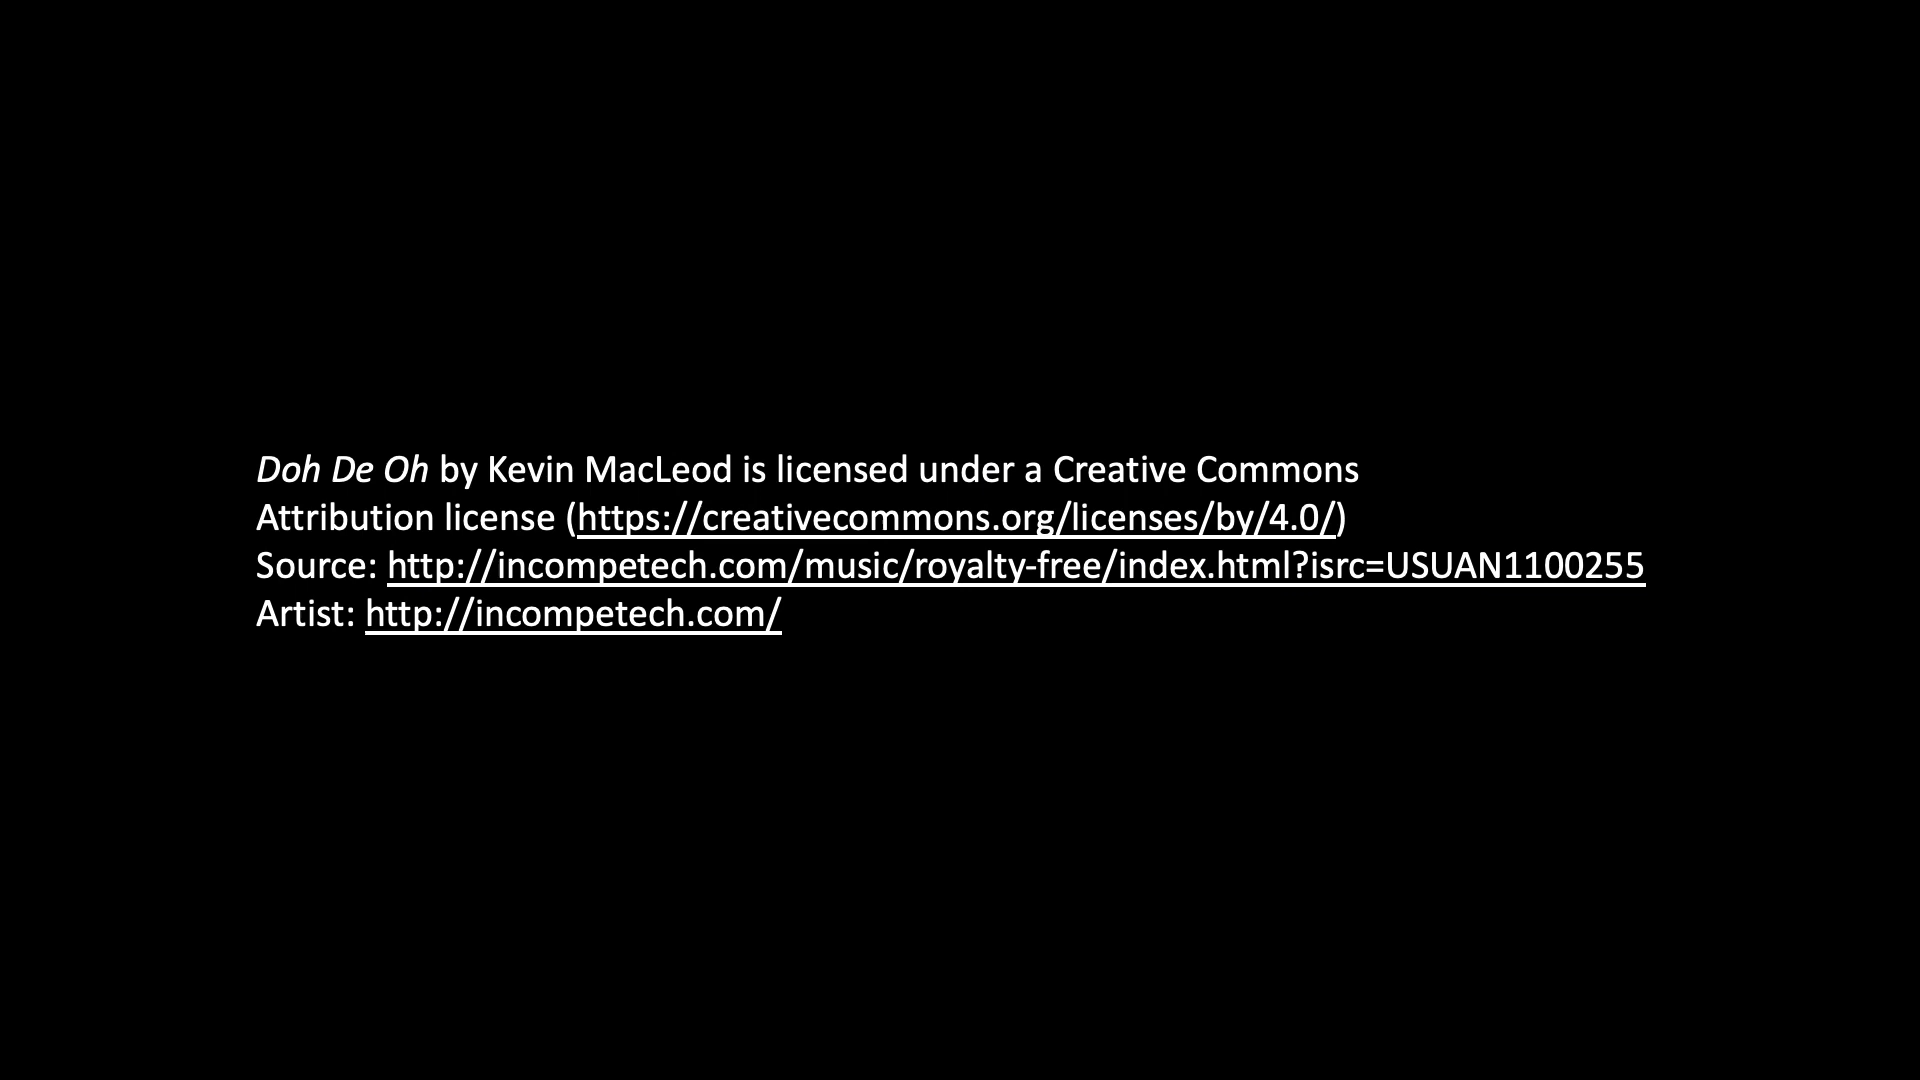 Doh De Oh by Kevin MacLeod is licensed under a Creative Commons
Attribution license (https://creativecommons.org/licenses/by/4.0/)
Source: http://incompetech.com/music/royalty-free/index.html?isrc=USUAN1100255
Artist: http://incompetech.com/